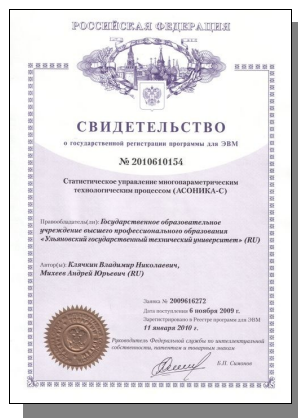 РОССИЙСКАЯ ФЕДЕРАЦИЯ
СВИДЕТЕЛЬСТВО
о государственной регистрации программы для ЭВМ
№ 2010610154
Статистическое управление многопараметрическим
технологическим процессом (АСОНИКА-С)
Правообладатель(ли): Государственное образовательное
учреждение высшего профессионального образования
«Ульяновский государственный технический университет» (RU)
Автор(ы): Клячкин Владимир Николаевич,
Михеев Андрей Юрьевич (RU)
Заявка № 2009616272
Дата поступления 6 ноября 2009 г.
Зарегистрировано в Реестре программ для ЭВМ
11 января 2010 г.
Руководитель Федеральной службы по интеллектуальной
собственности, патентам и товарным знакам
Б.П. Симонов